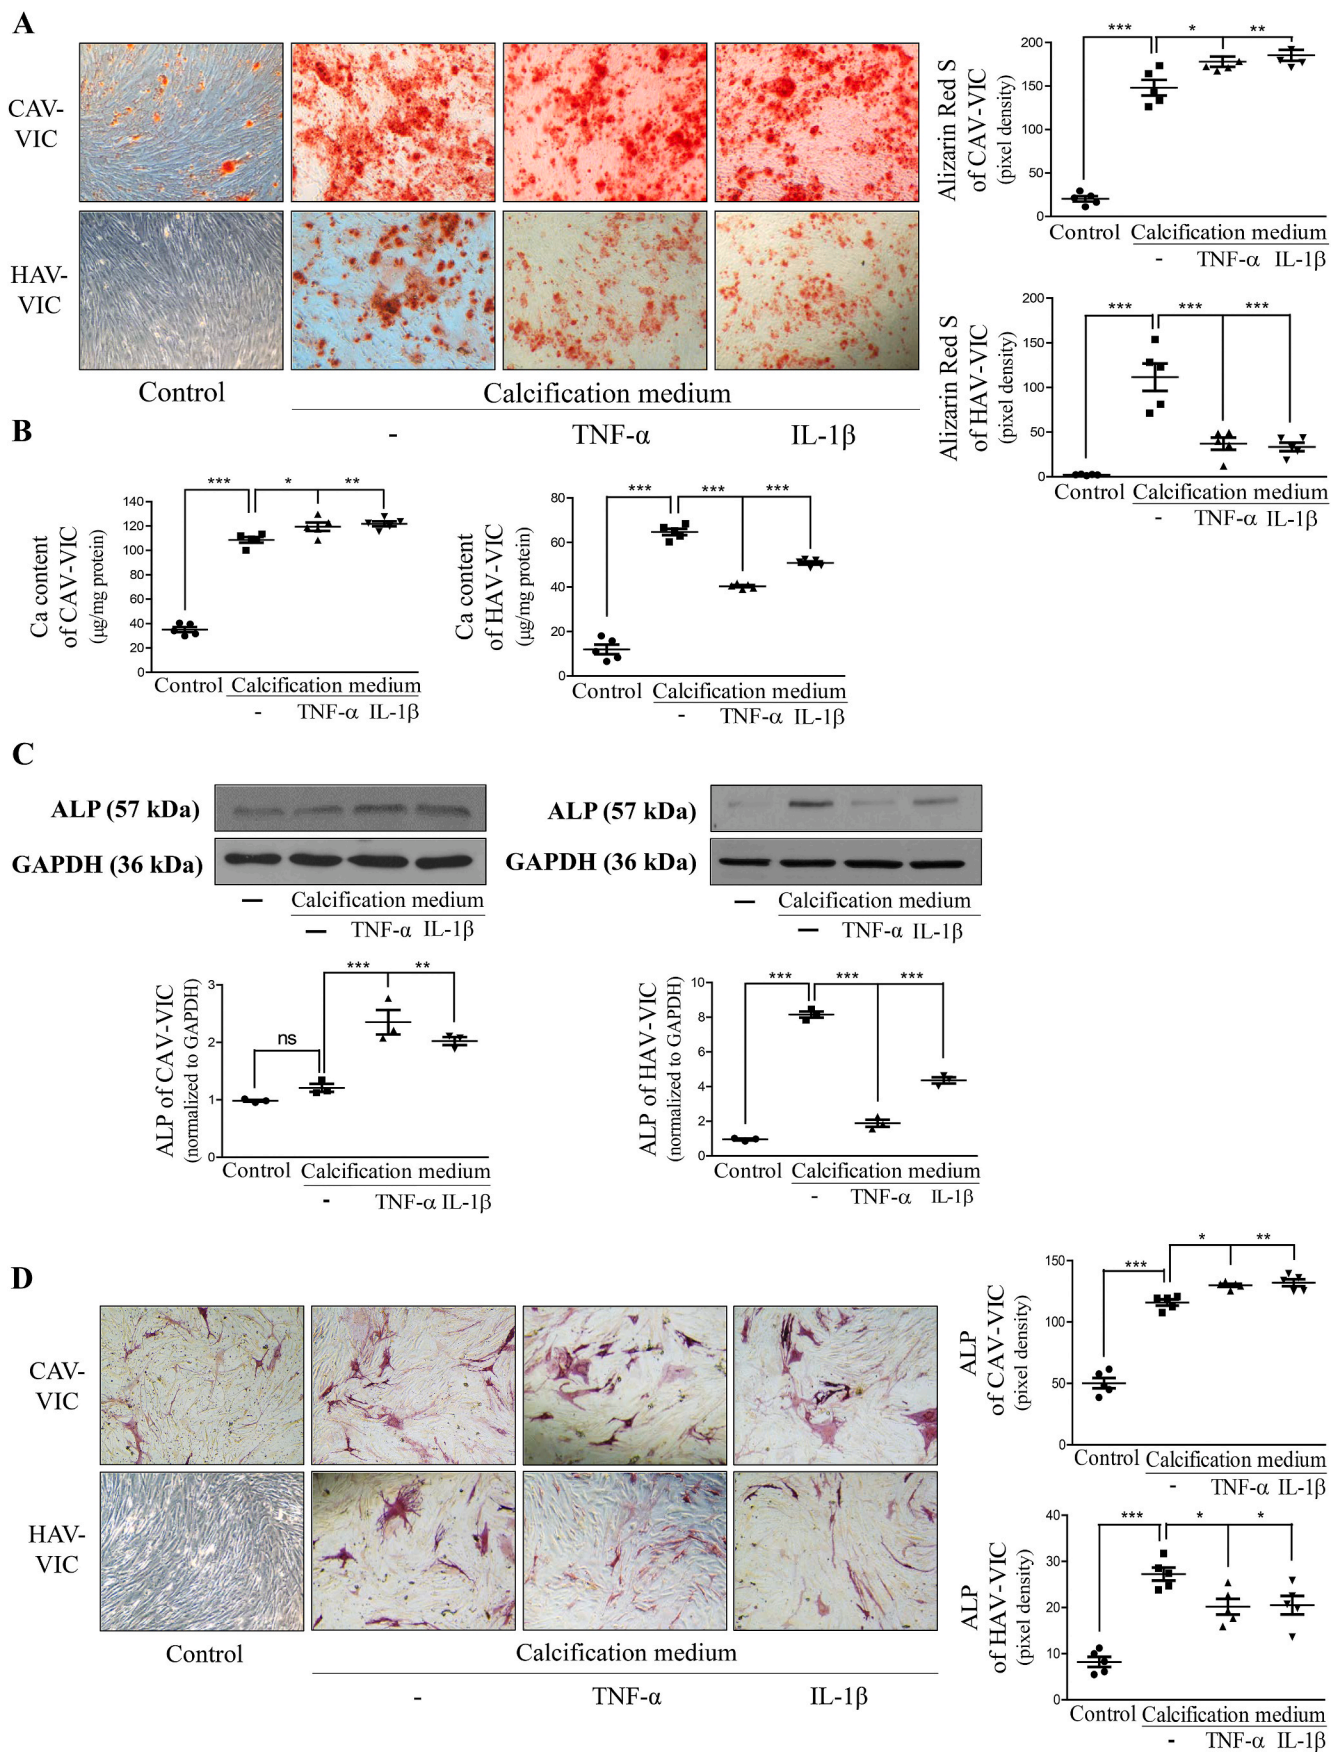 A
CAV-
VIC
HAV-
VIC
Control
Calcification medium
-
TNF-α
IL-1β
Alizarin Red S
of CAV-VIC
(pixel density)
200
150
100
50
0
***
*
**
Control
Calcification medium
-
TNF-α
IL-1β
Alizarin Red S
of HAV-VIC
(pixel density)
200
150
100
50
0
***
***
***
Control
Calcification medium
-
TNF-α
IL-1β
B
Ca content
of CAV-VIC
(µg/mg protein)
140
120
100
80
60
40
20
0
***
*
**
Control
Calcification medium
-
TNF-α
IL-1β
Ca content
of HAV-VIC
(µg/mg protein)
80
60
40
20
0
***
***
***
Control
Calcification medium
-
TNF-α
IL-1β
C
ALP (57 kDa)
GAPDH (36 kDa)
–
Calcification medium
–
TNF-α
IL-1β
ALP (57 kDa)
GAPDH (36 kDa)
–
Calcification medium
–
TNF-α
IL-1β
ALP of CAV-VIC
(normalized to GAPDH)
3
2
1
0
ns
***
**
Control
Calcification medium
-
TNF-α
IL-1β
ALP of HAV-VIC
(normalized to GAPDH)
10
8
6
4
2
0
***
***
***
Control
Calcification medium
-
TNF-α
IL-1β
D
CAV-
VIC
HAV-
VIC
Control
Calcification medium
-
TNF-α
IL-1β
ALP
of CAV-VIC
(pixel density)
150
100
50
0
***
*
**
Control
Calcification medium
-
TNF-α
IL-1β
ALP
of HAV-VIC
(pixel density)
40
30
20
10
0
***
*
*
Control
Calcification medium
-
TNF-α
IL-1β